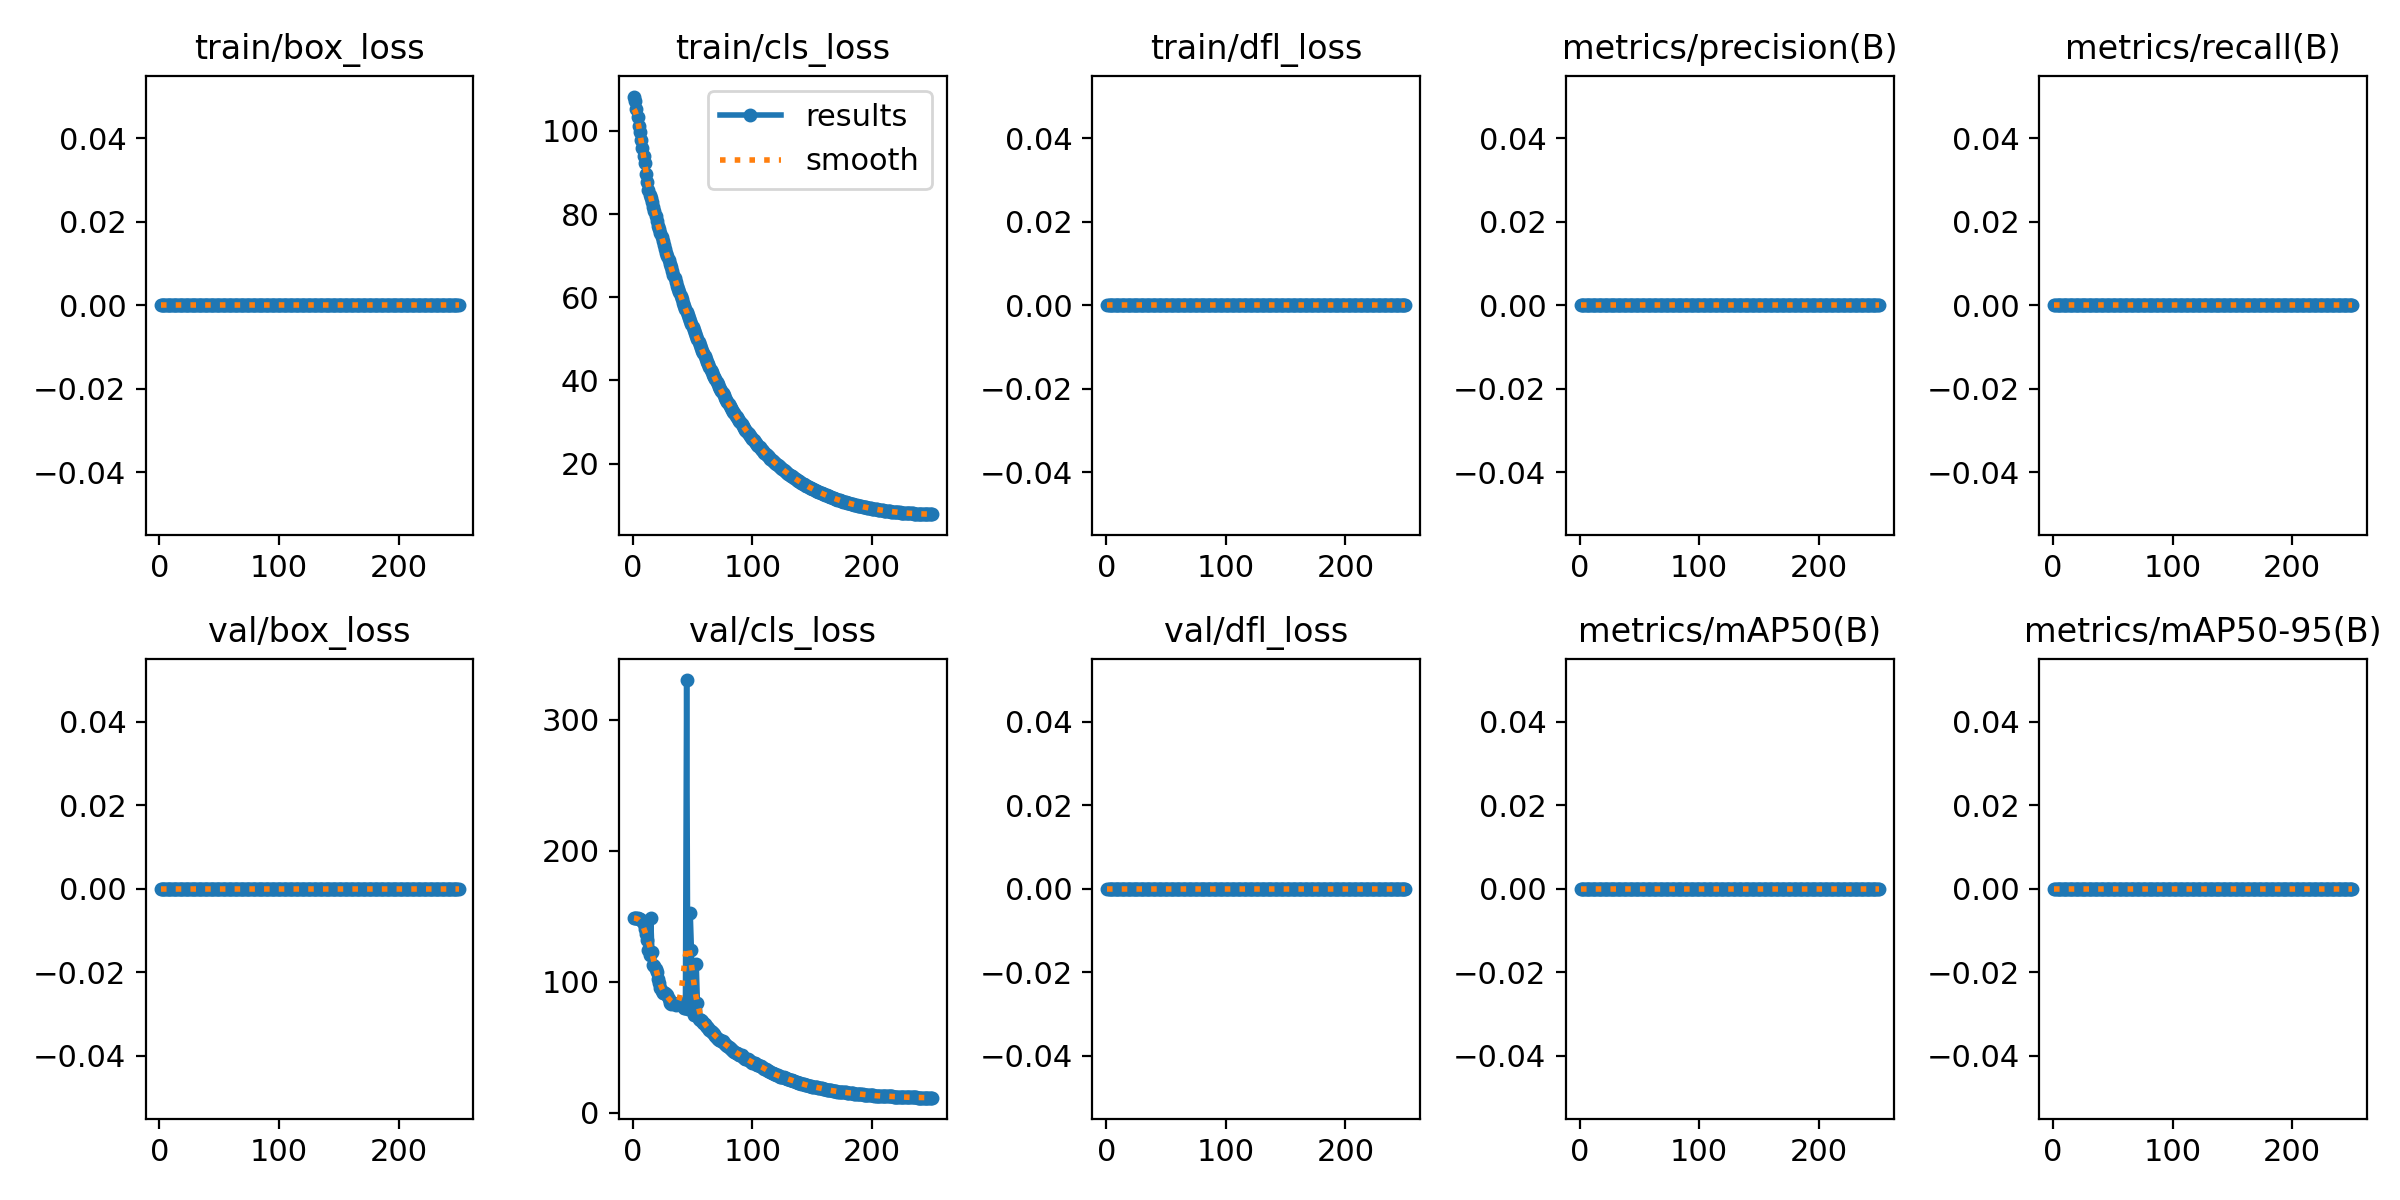 train/box_loss
train/cls_loss
train/dfl_loss
metrics/precision(B)
metrics/recall(B)
0.04
0.02
0.00
−0.02
−0.04
0 100 200
100
80
60
40
20
results
smooth
0 100 200
0.04
0.02
0.00
−0.02
−0.04
0 100 200
0.04
0.02
0.00
−0.02
−0.04
0 100 200
0.04
0.02
0.00
−0.02
−0.04
0 100 200
val/box_loss
val/cls_loss
val/dfl_loss
metrics/mAP50(B)
metrics/mAP50-95(B)
0.04
0.02
0.00
−0.02
−0.04
0 100 200
300
200
100
0
0 100 200
0.04
0.02
0.00
−0.02
−0.04
0 100 200
0.04
0.02
0.00
−0.02
−0.04
0 100 200
0.04
0.02
0.00
−0.02
−0.04
0 100 200